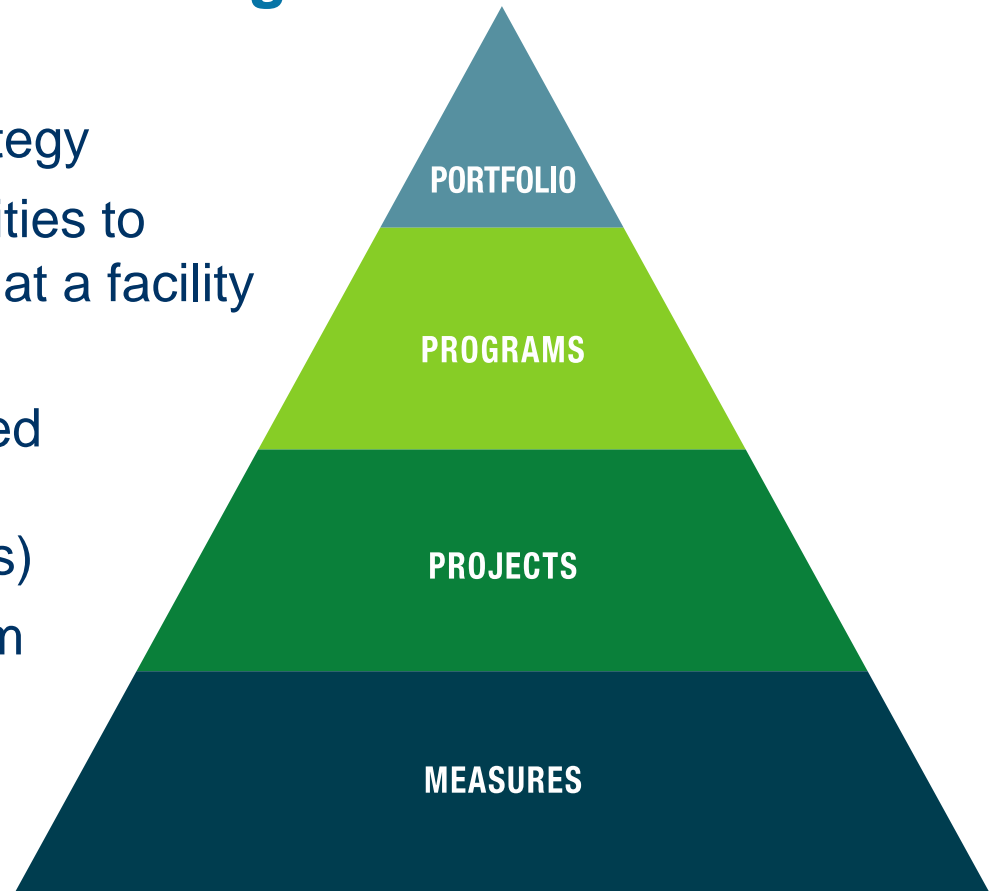 g
tegy
ities to
at a facility
ed
s)
m
PORTFOLIO
PROGRAMS
PROJECTS
MEASURES